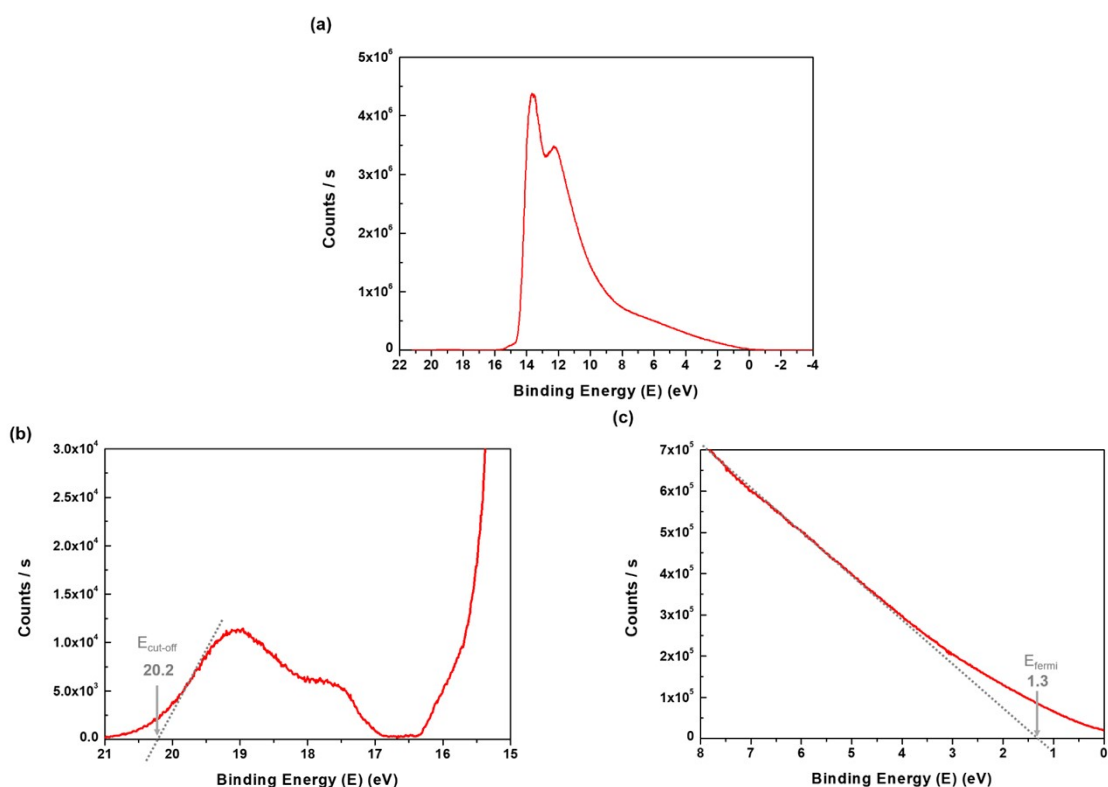 (a)
5x10⁶
4x10⁶
3x10⁶
2x10⁶
1x10⁶
0
Counts / s
22 20 18 16 14 12 10 8 6 4 2 0 -2 -4
Binding Energy (E) (eV)
(b)
3.0x10⁴
2.5x10⁴
2.0x10⁴
1.5x10⁴
1.0x10⁴
5.0x10³
0.0
Counts / s
E_cut-off
20.2
21 20 19 18 17 16 15
Binding Energy (E) (eV)
(c)
7x10⁵
6x10⁵
5x10⁵
4x10⁵
3x10⁵
2x10⁵
1x10⁵
0
Counts / s
E_fermi
1.3
8 7 6 5 4 3 2 1 0
Binding Energy (E) (eV)